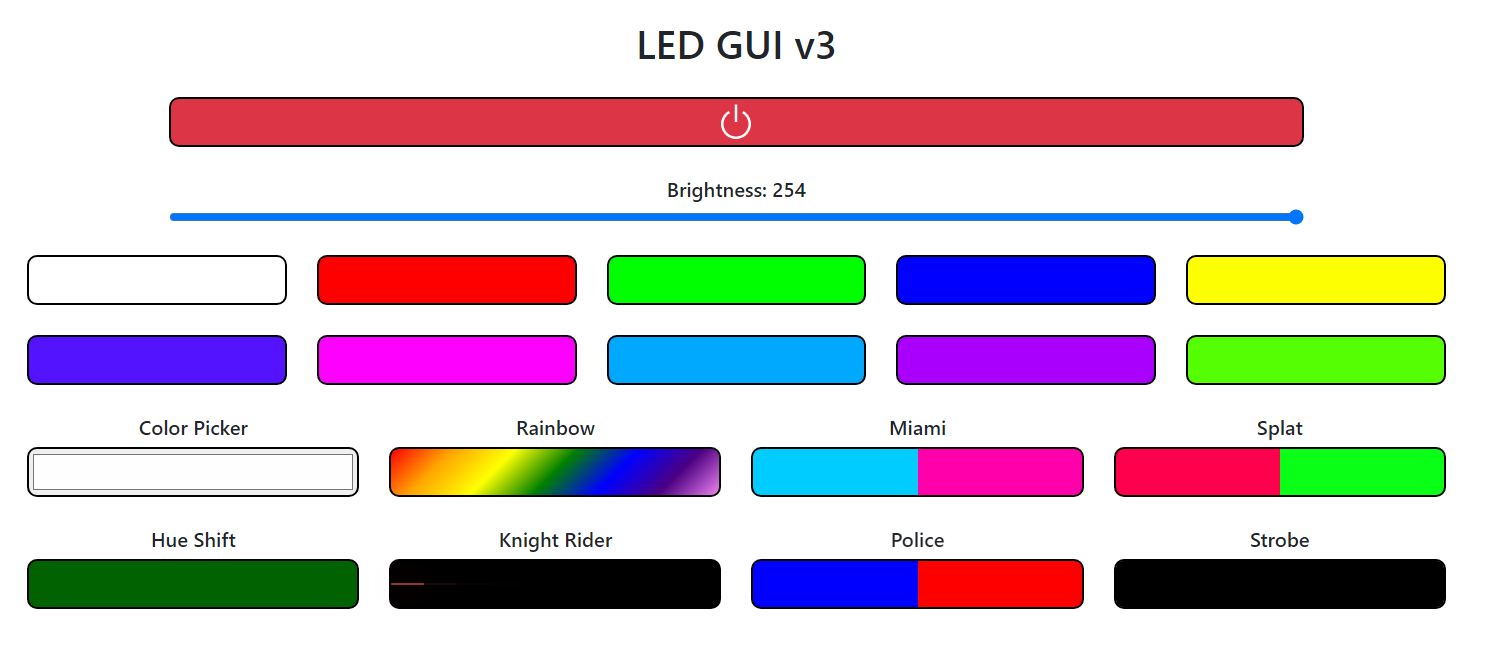 LED GUI v3
Brightness: 254
Color Picker
Rainbow
Miami
Splat
Hue Shift
Knight Rider
Police
Strobe